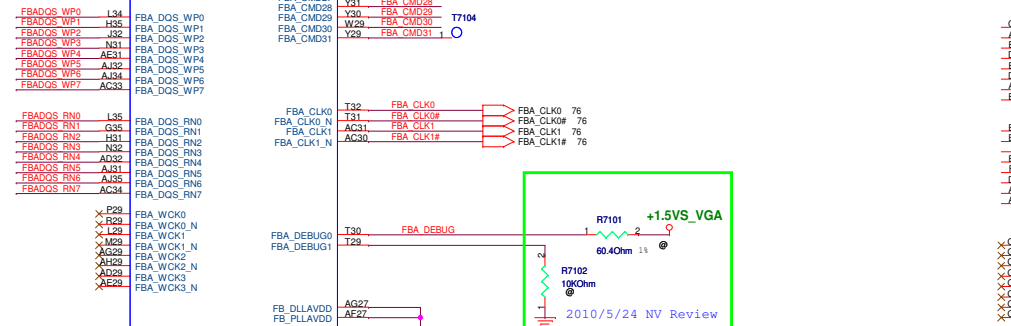 FBADQS_WP0 L34 FBA_DQS_WP0
FBADQS_WP1 H35 FBA_DQS_WP1
FBADQS_WP2 J32 FBA_DQS_WP2
FBADQS_WP3 N31 FBA_DQS_WP3
FBADQS_WP4 AE31 FBA_DQS_WP4
FBADQS_WP5 AJ32 FBA_DQS_WP5
FBADQS_WP6 AJ34 FBA_DQS_WP6
FBADQS_WP7 AC33 FBA_DQS_WP7
FBADQS_RN0 L35 FBA_DQS_RN0
FBADQS_RN1 G35 FBA_DQS_RN1
FBADQS_RN2 H31 FBA_DQS_RN2
FBADQS_RN3 N32 FBA_DQS_RN3
FBADQS_RN4 AD32 FBA_DQS_RN4
FBADQS_RN5 AJ31 FBA_DQS_RN5
FBADQS_RN6 AJ35 FBA_DQS_RN6
FBADQS_RN7 AC34 FBA_DQS_RN7
P29 FBA_WCK0
R29 FBA_WCK0_N
L29 FBA_WCK1
M29 FBA_WCK1_N
AG29 FBA_WCK2
AH29 FBA_WCK2_N
AD29 FBA_WCK3
AE29 FBA_WCK3_N
FBA_CMD28 Y31 FBA_CMD28
FBA_CMD29 Y30 FBA_CMD29
FBA_CMD30 W29 FBA_CMD30
FBA_CMD31 Y29 FBA_CMD31 1 T7104
FBA_CLK0 T32 FBA_CLK0 FBA_CLK0 76
FBA_CLK0_N T31 FBA_CLK0# FBA_CLK0# 76
FBA_CLK1 AC31 FBA_CLK1 FBA_CLK1 76
FBA_CLK1_N AC30 FBA_CLK1# FBA_CLK1# 76
FBA_DEBUG0 T30 FBA_DEBUG
FBA_DEBUG1 T29
+1.5VS_VGA
R7101
1 2
60.4Ohm 1% @
2
R7102
10KOhm
@
1
2010/5/24 NV Review
FB_DLLAVDD AG27
FB_PLLAVDD AF27